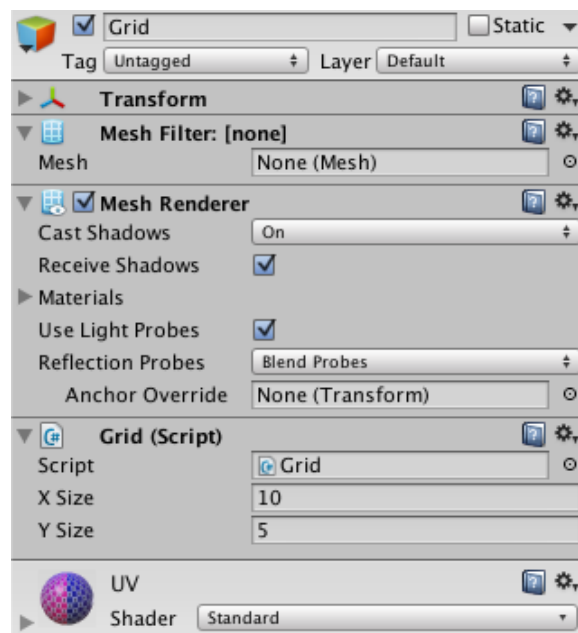 Grid Static
Tag Untagged Layer Default
Transform
Mesh Filter: [none]
Mesh None (Mesh)
Mesh Renderer
Cast Shadows On
Receive Shadows
Materials
Use Light Probes
Reflection Probes Blend Probes
Anchor Override None (Transform)
C# Grid (Script)
Script C# Grid
X Size 10
Y Size 5
UV
Shader Standard